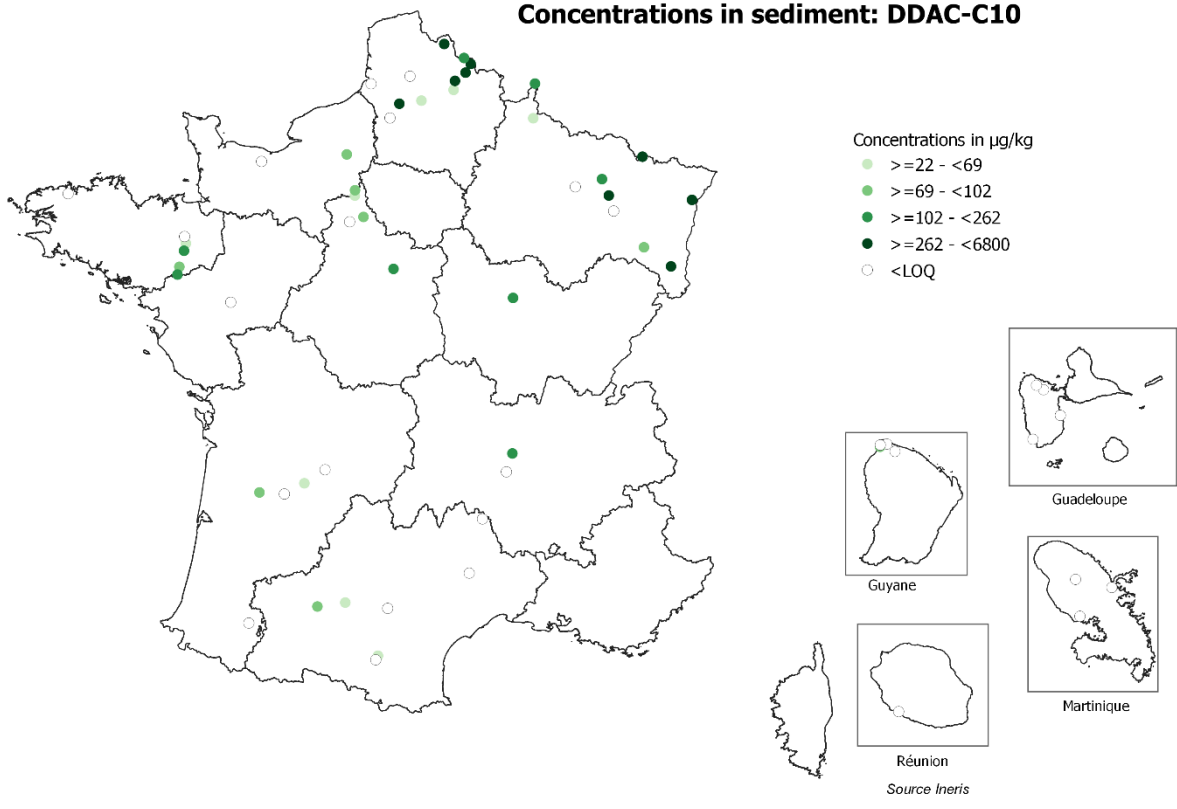 Concentrations in sediment: DDAC-C10
Concentrations in µg/kg
>=22 - <69
>=69 - <102
>=102 - <262
>=262 - <6800
<LOQ
Guadeloupe
Guyane
Martinique
Réunion
Source Ineris